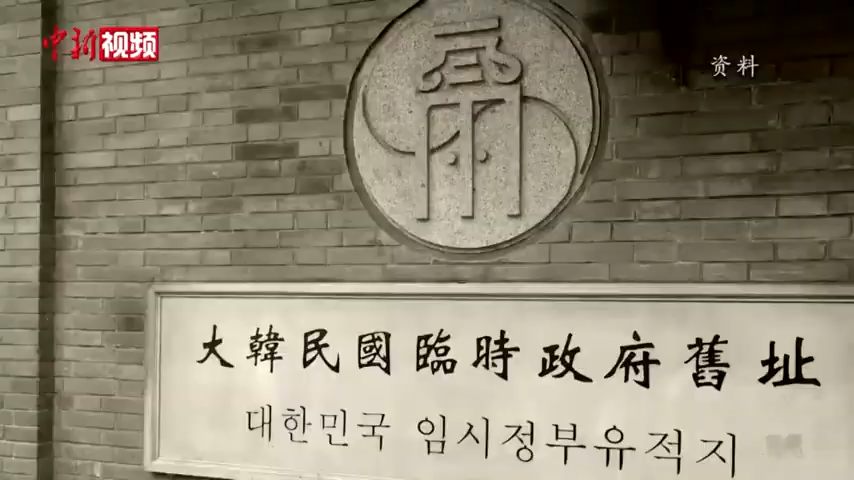 中新视频
资料
大韓民國臨時政府舊址
대한민국 임시정부유적지